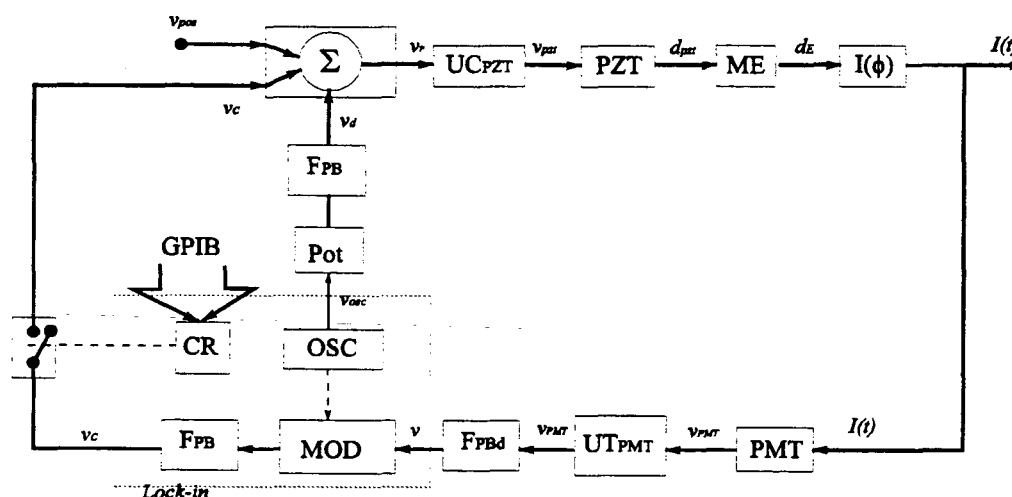 v_pos
Σ
v_P
UC_PZT
v_pzt
PZT
d_pzt
ME
d_E
I(ϕ)
I(t)
v_C
v_d
F_PB
Pot
GPIB
v_osc
CR
OSC
v_C
F_PB
MOD
v
F_PBd
v_PMT
UT_PMT
v_PMT
PMT
I(t)
Lock-in